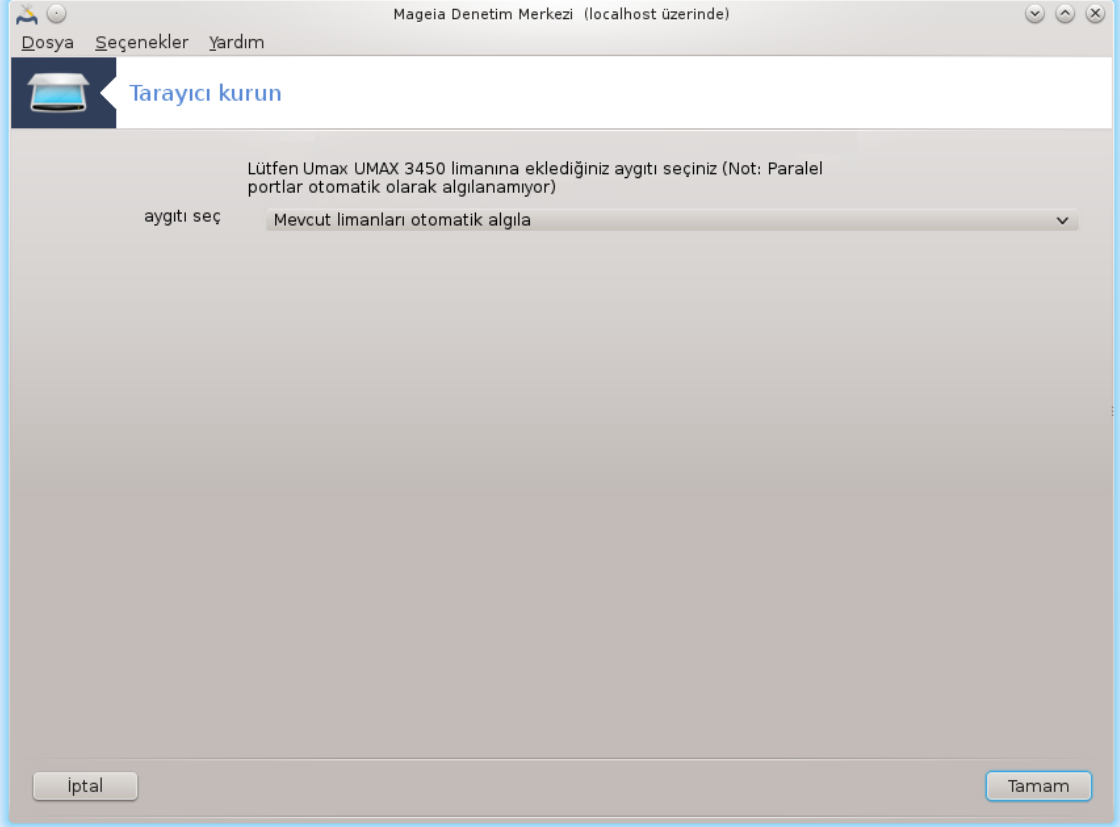 Mageia Denetim Merkezi (localhost üzerinde)
Dosya Seçenekler Yardım
Tarayıcı kurun
Lütfen Umax UMAX 3450 limanına eklediğiniz aygıtı seçiniz (Not: Paralel
portlar otomatik olarak algılanamıyor)
aygıtı seç Mevcut limanları otomatik algıla
İptal Tamam